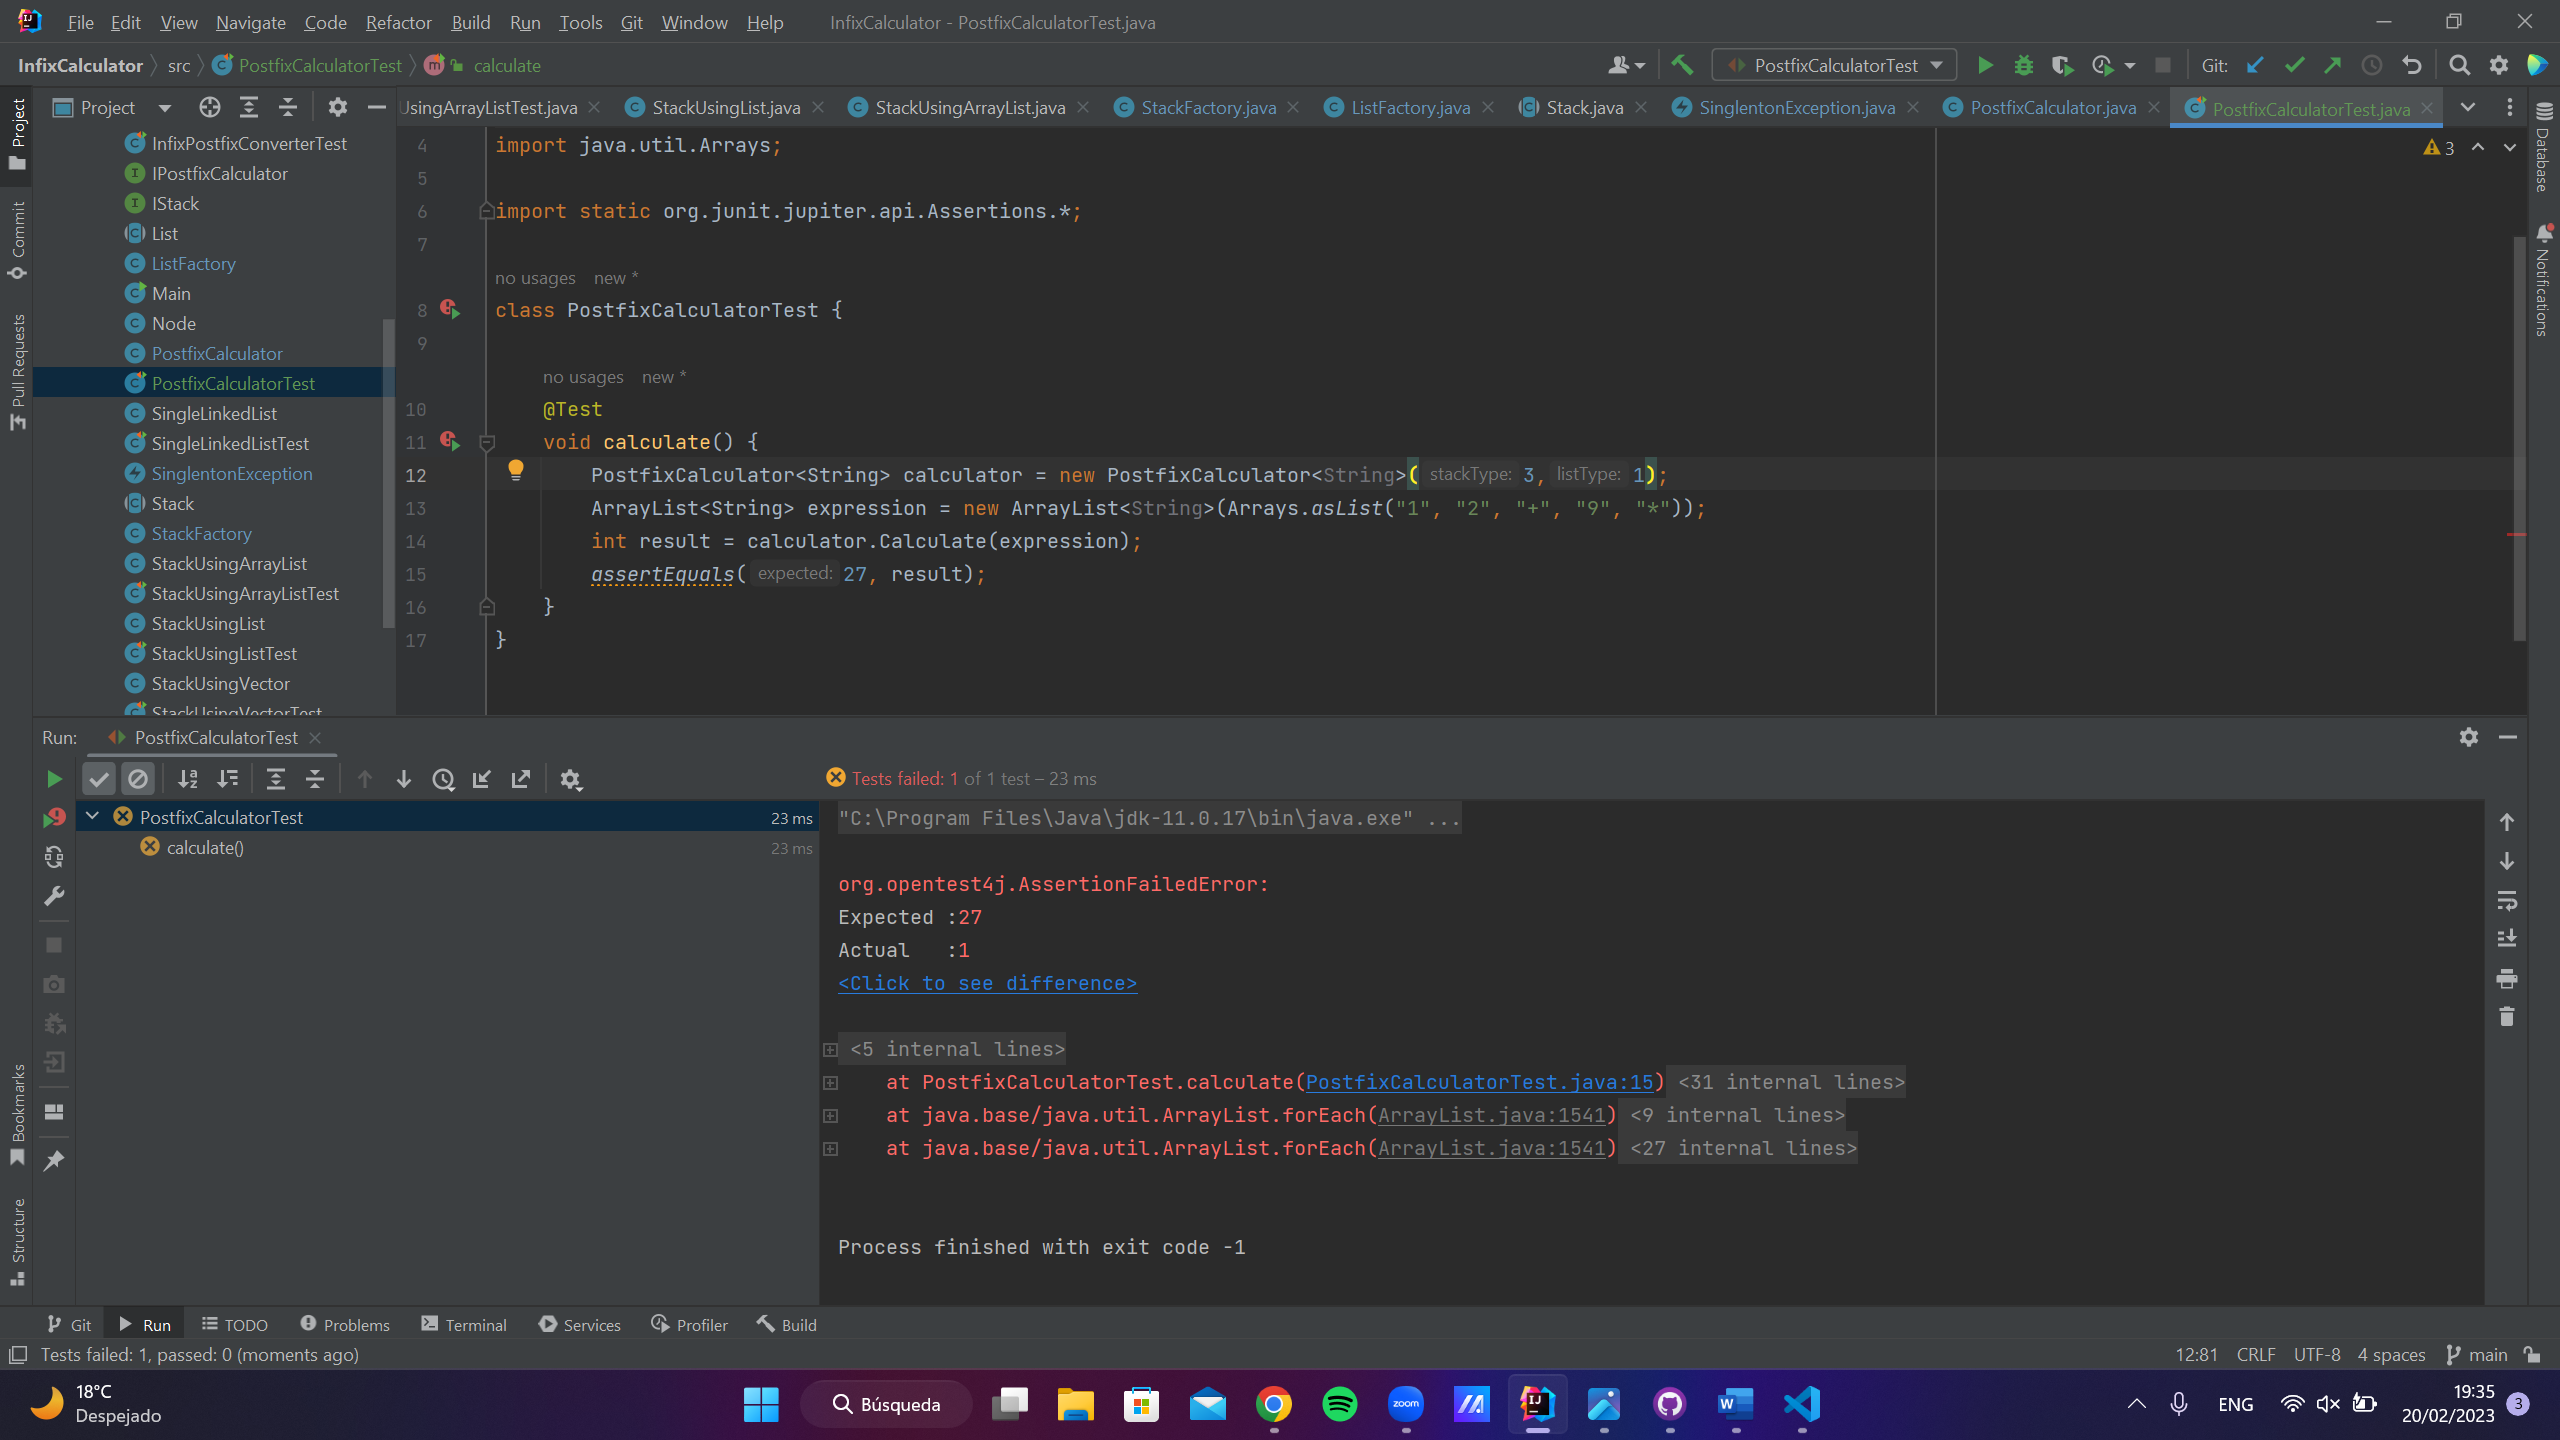 File Edit View Navigate Code Refactor Build Run Tools Git Window Help InfixCalculator - PostfixCalculatorTest.java
InfixCalculator src PostfixCalculatorTest calculate PostfixCalculatorTest Git:
Project UsingArrayListTest.java StackUsingList.java StackUsingArrayList.java StackFactory.java ListFactory.java Stack.java SinglentonException.java PostfixCalculator.java PostfixCalculatorTest.java
Project
Commit
Pull Requests
Bookmarks
Structure
InfixPostfixConverterTest
IPostfixCalculator
IStack
List
ListFactory
Main
Node
PostfixCalculator
PostfixCalculatorTest
SingleLinkedList
SingleLinkedListTest
SinglentonException
Stack
StackFactory
StackUsingArrayList
StackUsingArrayListTest
StackUsingList
StackUsingListTest
StackUsingVector
StackUsingVectorTest
4 import java.util.Arrays;
5
6 import static org.junit.jupiter.api.Assertions.*;
7
no usages new *
8 class PostfixCalculatorTest {
9
no usages new *
10 @Test
11 void calculate() {
12 PostfixCalculator<String> calculator = new PostfixCalculator<String>( stackType: 3, listType: 1);
13 ArrayList<String> expression = new ArrayList<String>(Arrays.asList("1", "2", "+", "9", "*"));
14 int result = calculator.Calculate(expression);
15 assertEquals( expected: 27, result);
16 }
17 }
3
Database
Notifications
Run: PostfixCalculatorTest
Tests failed: 1 of 1 test – 23 ms
PostfixCalculatorTest 23 ms
calculate() 23 ms
"C:\Program Files\Java\jdk-11.0.17\bin\java.exe" ...
org.opentest4j.AssertionFailedError:
Expected :27
Actual :1
<Click to see difference>
<5 internal lines>
at PostfixCalculatorTest.calculate(PostfixCalculatorTest.java:15) <31 internal lines>
at java.base/java.util.ArrayList.forEach(ArrayList.java:1541) <9 internal lines>
at java.base/java.util.ArrayList.forEach(ArrayList.java:1541) <27 internal lines>
Process finished with exit code -1
Git Run TODO Problems Terminal Services Profiler Build
Tests failed: 1, passed: 0 (moments ago) 12:81 CRLF UTF-8 4 spaces main
18°C
Despejado
Búsqueda
zoom
ENG
19:35
20/02/2023
3